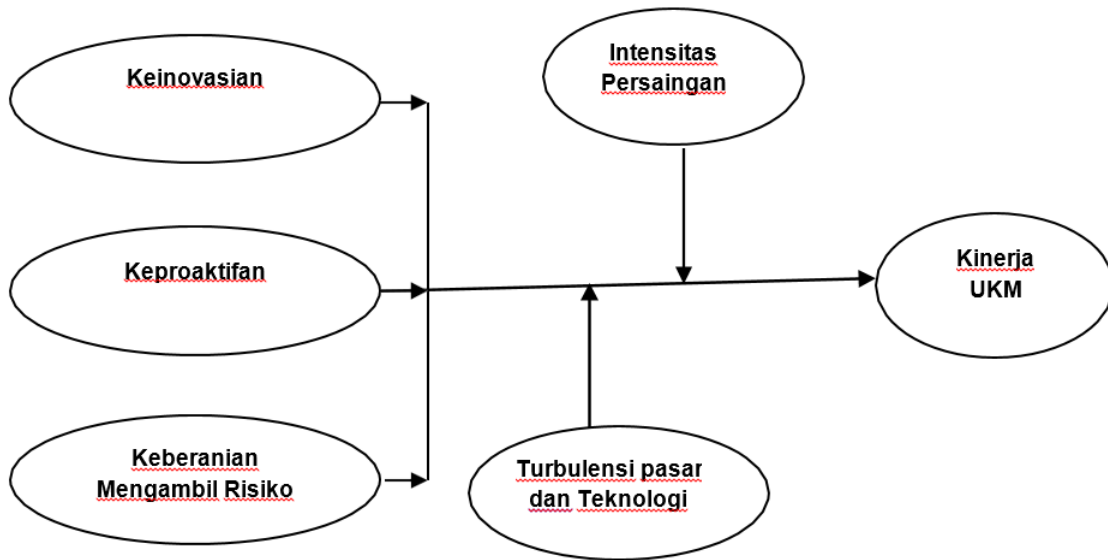 Keinovasian
Intensitas
Persaingan
Keproaktifan
Kinerja
UKM
Keberanian
Mengambil Risiko
Turbulensi pasar
dan Teknologi